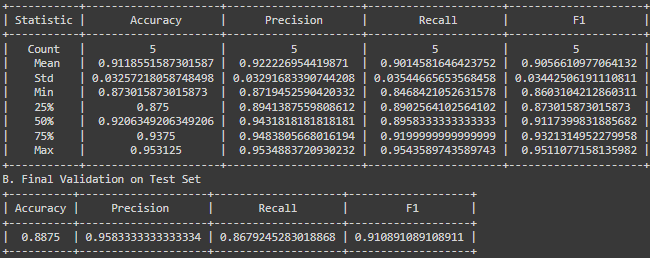 | Statistic | Accuracy | Precision | Recall | F1 |
| Count | 5 | 5 | 5 | 5 |
| Mean | 0.9118551587301587 | 0.922226954419871 | 0.9014581646423752 | 0.9056610977064132 |
| Std | 0.03257218058748498 | 0.03291683390744208 | 0.03544665653568458 | 0.03442506191110811 |
| Min | 0.873015873015873 | 0.8719452590420332 | 0.8468421052631578 | 0.8603104212860311 |
| 25% | 0.875 | 0.8941387559808612 | 0.8902564102564102 | 0.873015873015873 |
| 50% | 0.9206349206349206 | 0.9431818181818181 | 0.8958333333333333 | 0.9117399831885682 |
| 75% | 0.9375 | 0.9483805668016194 | 0.9199999999999999 | 0.9321314952279958 |
| Max | 0.953125 | 0.9534883720930232 | 0.9543589743589743 | 0.9511077158135982 |
B. Final Validation on Test Set
| Accuracy | Precision | Recall | F1 |
| 0.8875 | 0.9583333333333334 | 0.8679245283018868 | 0.910891089108911 |